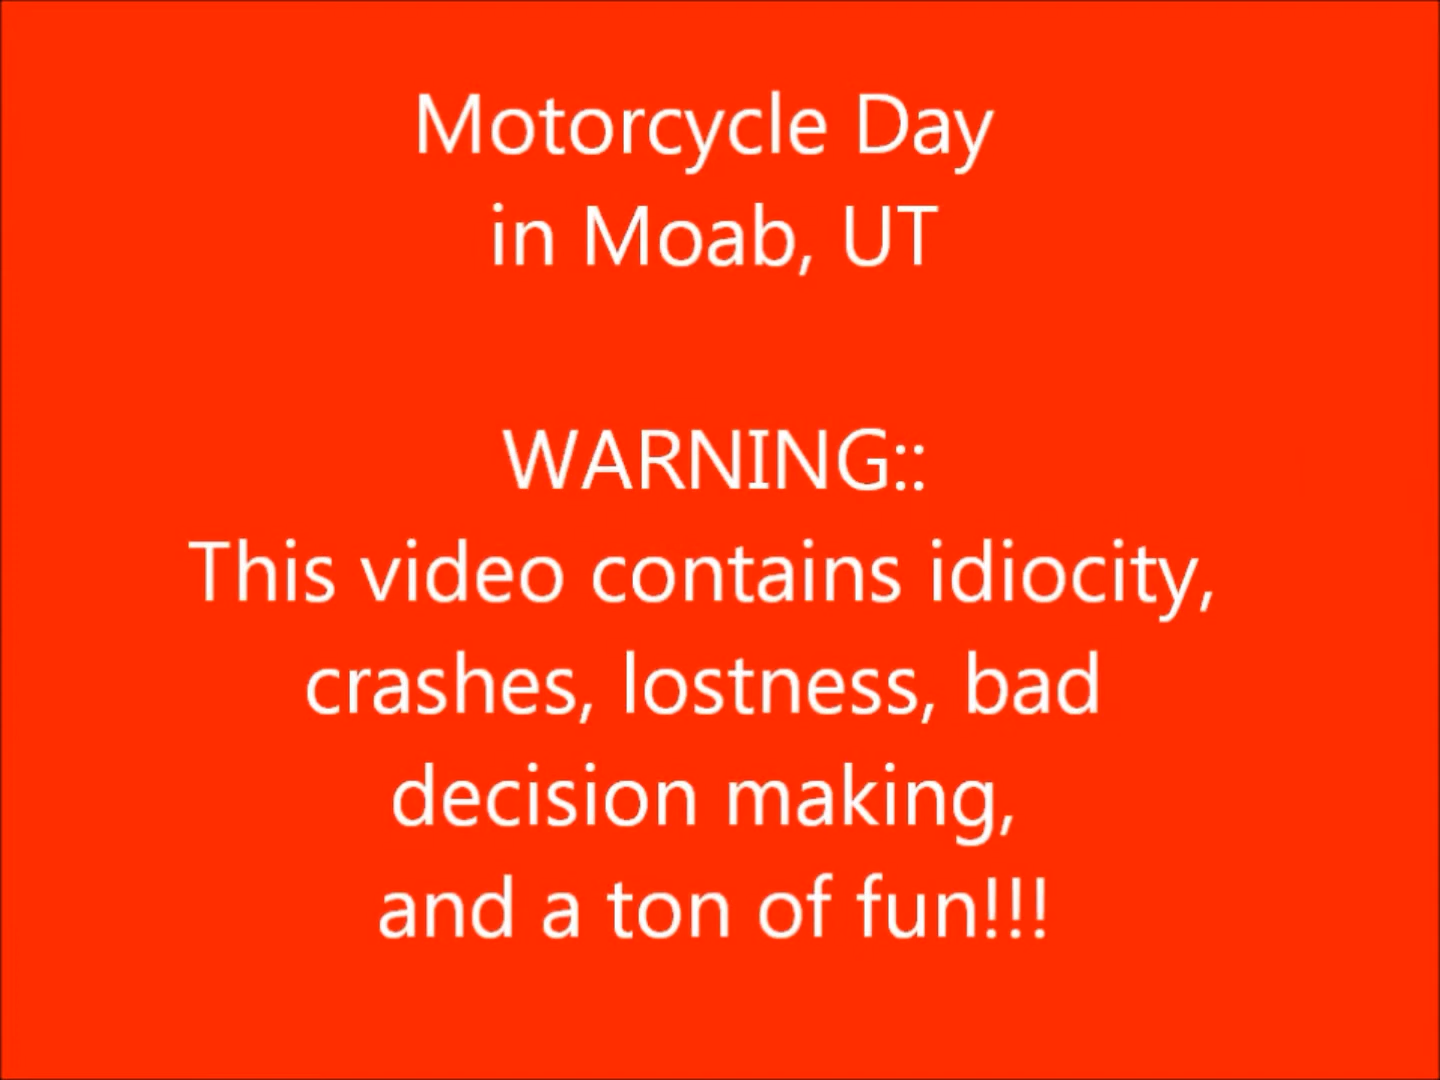 Motorcycle Day
in Moab, UT
WARNING::
This video contains idiocity,
crashes, lostness, bad
decision making,
and a ton of fun!!!